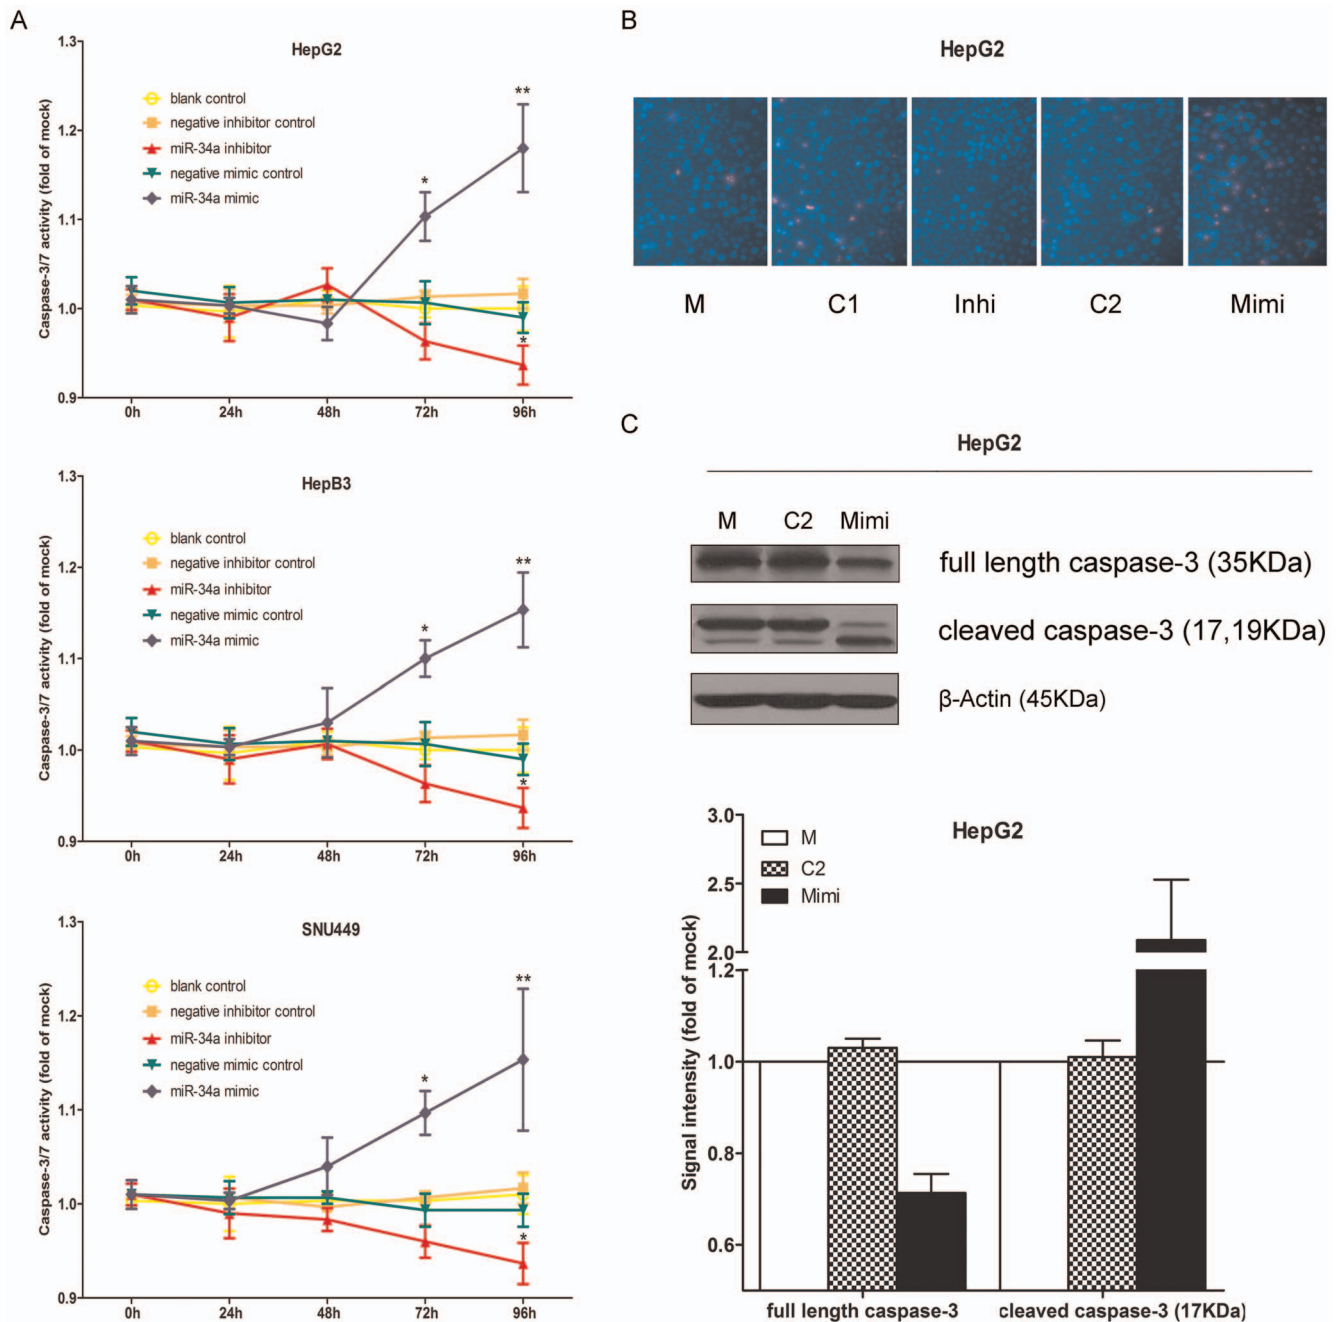 A
HepG2
1.3
1.2
1.1
1.0
0.9
Caspase-3/7 activity (fold of mock)
blank control
negative inhibitor control
miR-34a inhibitor
negative mimic control
miR-34a mimic
*
**
*
0h 24h 48h 72h 96h
HepB3
1.3
1.2
1.1
1.0
0.9
Caspase-3/7 activity (fold of mock)
blank control
negative inhibitor control
miR-34a inhibitor
negative mimic control
miR-34a mimic
*
**
*
0h 24h 48h 72h 96h
SNU449
1.3
1.2
1.1
1.0
0.9
Caspase-3/7 activity (fold of mock)
blank control
negative inhibitor control
miR-34a inhibitor
negative mimic control
miR-34a mimic
*
**
*
0h 24h 48h 72h 96h
B
HepG2
M C1 Inhi C2 Mimi
C
HepG2
M C2 Mimi
full length caspase-3 (35KDa)
cleaved caspase-3 (17,19KDa)
β-Actin (45KDa)
HepG2
3.0
2.5
2.0
1.2
1.0
0.8
0.6
Signal intensity (fold of mock)
M
C2
Mimi
full length caspase-3 cleaved caspase-3 (17KDa)